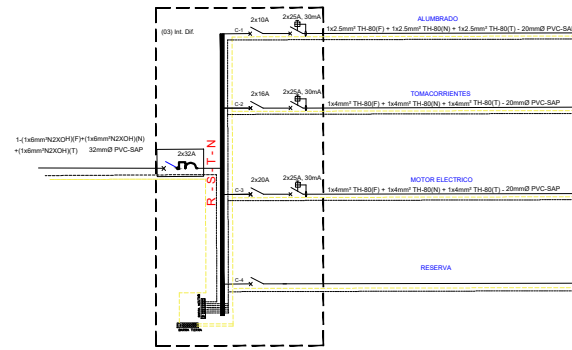 (03) Int. Dif.
C-1
2x10A
2x25A, 30mA
ALUMBRADO
1x2.5mm² TH-80(F) + 1x2.5mm² TH-80(N) + 1x2.5mm² TH-80(T) - 20mmØ PVC-SAP
C-2
2x16A
2x25A, 30mA
TOMACORRIENTES
1x4mm² TH-80(F) + 1x4mm² TH-80(N) + 1x4mm² TH-80(T) - 20mmØ PVC-SAP
1-(1x6mm²N2XOH)(F)+(1x6mm²N2XOH)(N)
+(1x6mm²N2XOH)(T) 32mmØ PVC-SAP
2x32A
R - S - T - N
C-3
2x20A
2x25A, 30mA
MOTOR ELECTRICO
1x4mm² TH-80(F) + 1x4mm² TH-80(N) + 1x4mm² TH-80(T) - 20mmØ PVC-SAP
C-4
RESERVA